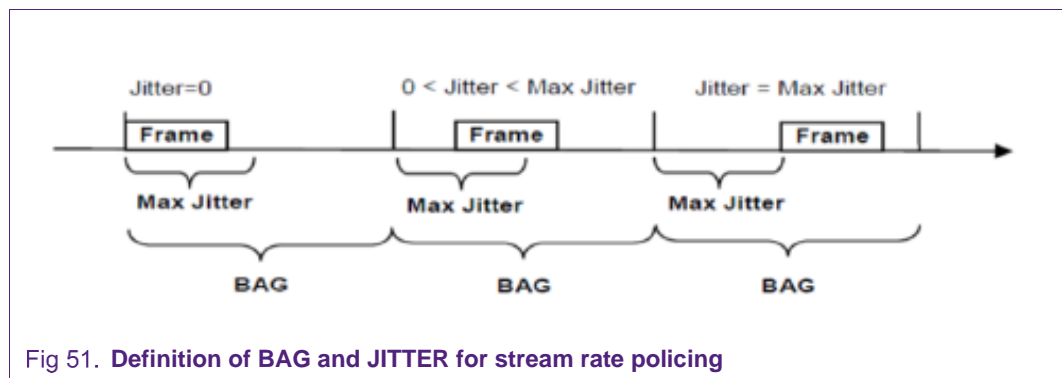 Jitter=0 0 < Jitter < Max Jitter Jitter = Max Jitter
Frame Frame Frame
Max Jitter Max Jitter Max Jitter
BAG BAG BAG
Fig 51. Definition of BAG and JITTER for stream rate policing